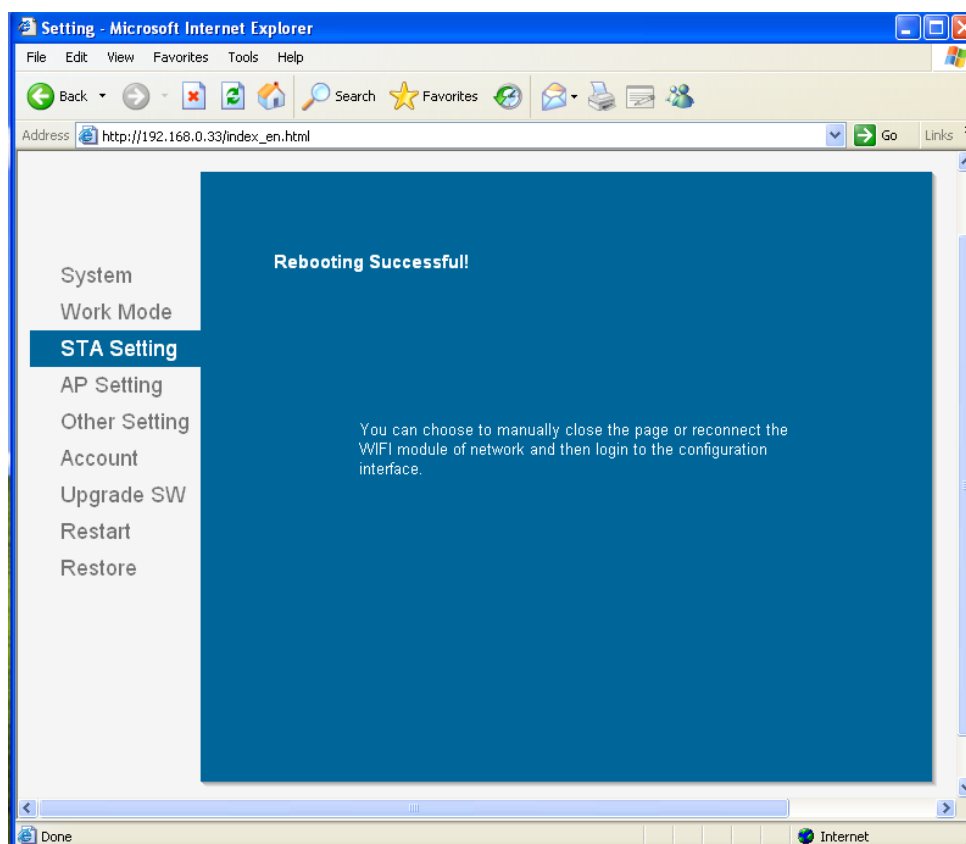 Setting - Microsoft Internet Explorer
File Edit View Favorites Tools Help
Back Search Favorites
Address http://192.168.0.33/index_en.html Go Links
Rebooting Successful!
System
Work Mode
STA Setting
AP Setting
Other Setting
Account
Upgrade SW
Restart
Restore
You can choose to manually close the page or reconnect the
WIFI module of network and then login to the configuration
interface.
Done Internet